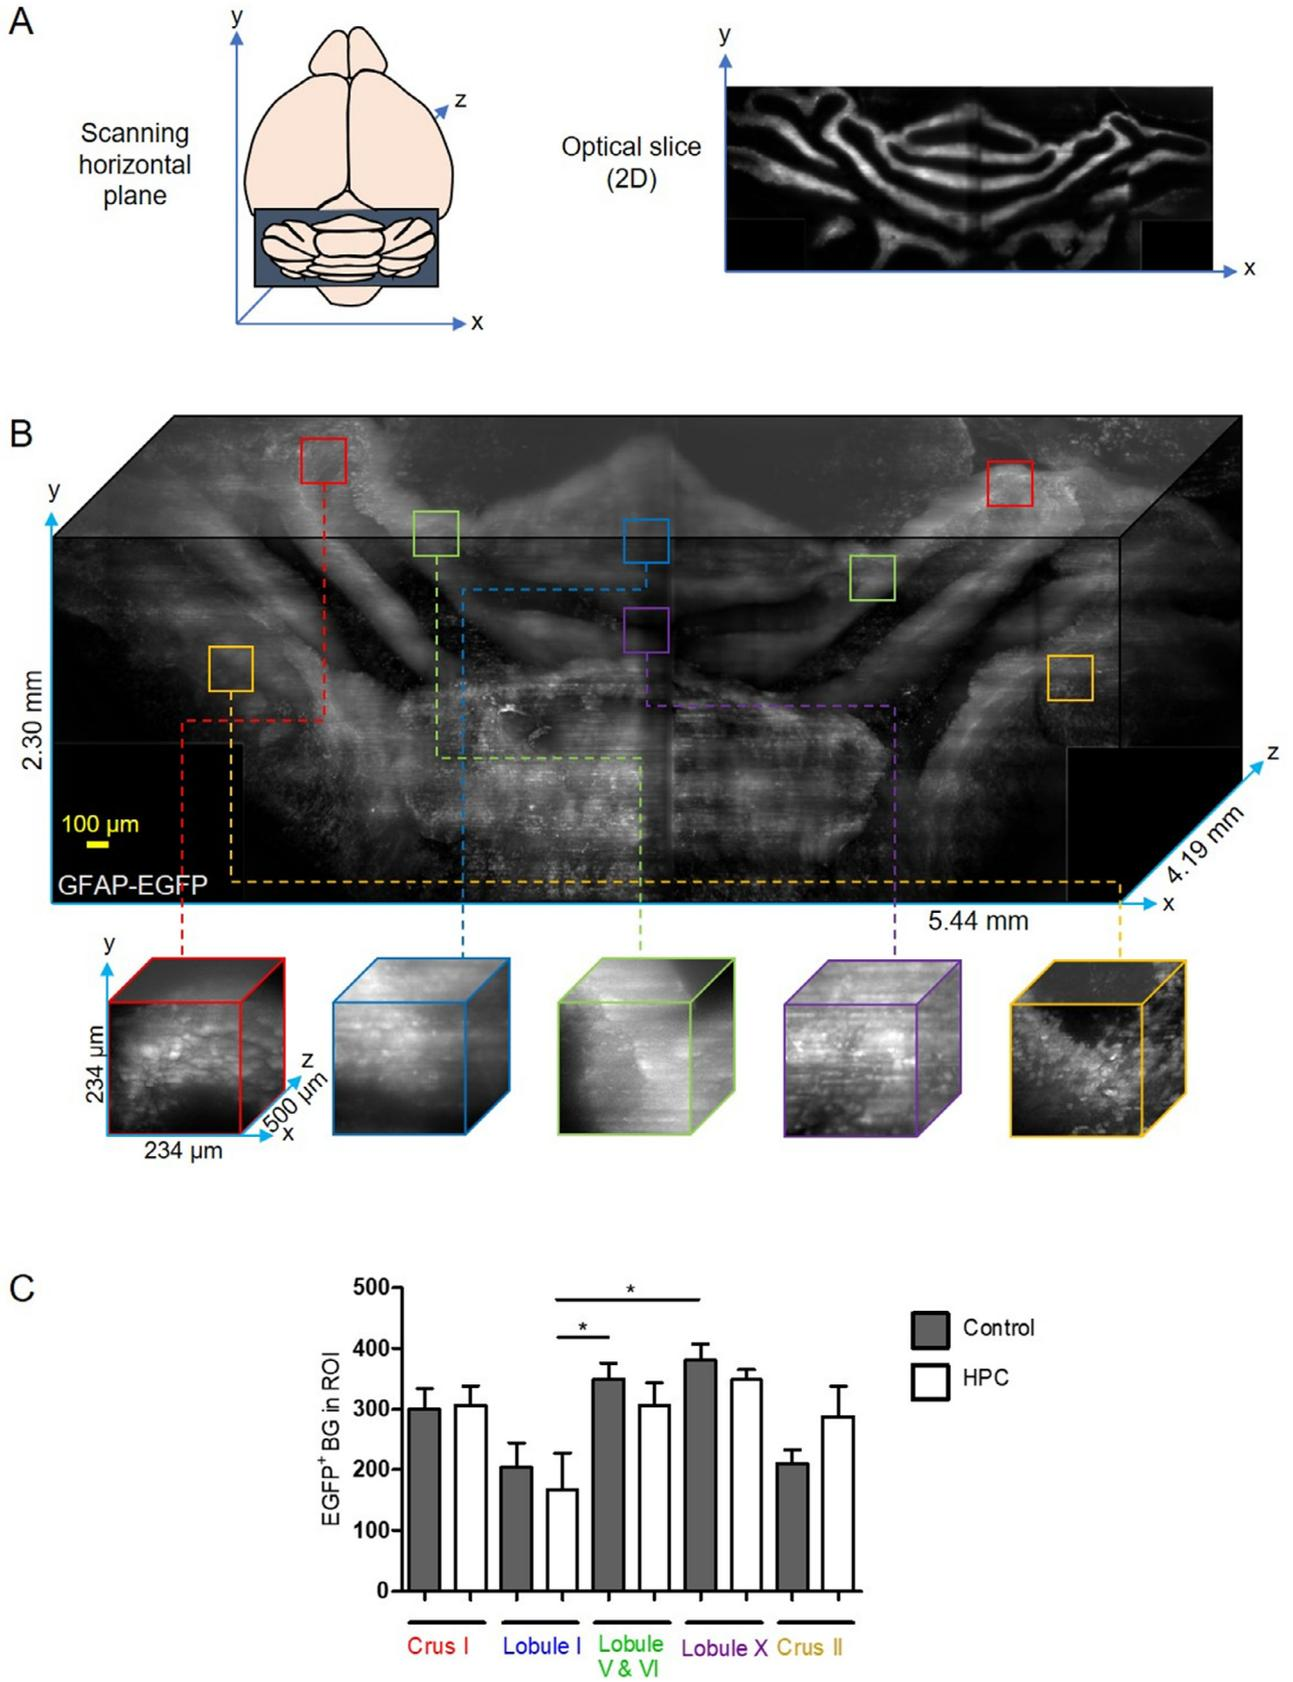 A
y
z
x
Scanning
horizontal
plane
Optical slice
(2D)
y
x
B
y
2.30 mm
100 µm
GFAP-EGFP
z
4.19 mm
x
5.44 mm
y
234 µm
z
500 µm
x
234 µm
C
EGFP+ BG in ROI
500
400
300
200
100
0
*
*
Control
HPC
Crus I
Lobule I
Lobule
V & VI
Lobule X
Crus II